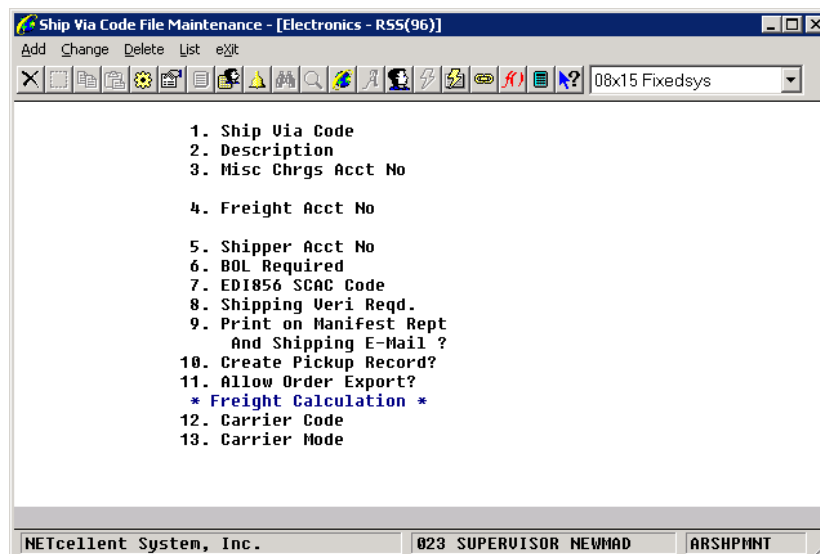 Ship Via Code File Maintenance - [Electronics - RSS(96)]
Add Change Delete List eXit
08x15 Fixedsys
1. Ship Via Code
2. Description
3. Misc Chrgs Acct No
4. Freight Acct No
5. Shipper Acct No
6. BOL Required
7. EDI856 SCAC Code
8. Shipping Veri Reqd.
9. Print on Manifest Rept
And Shipping E-Mail ?
10. Create Pickup Record?
11. Allow Order Export?
* Freight Calculation *
12. Carrier Code
13. Carrier Mode
NETcellent System, Inc. 023 SUPERVISOR NEWMAD ARSHPMNT